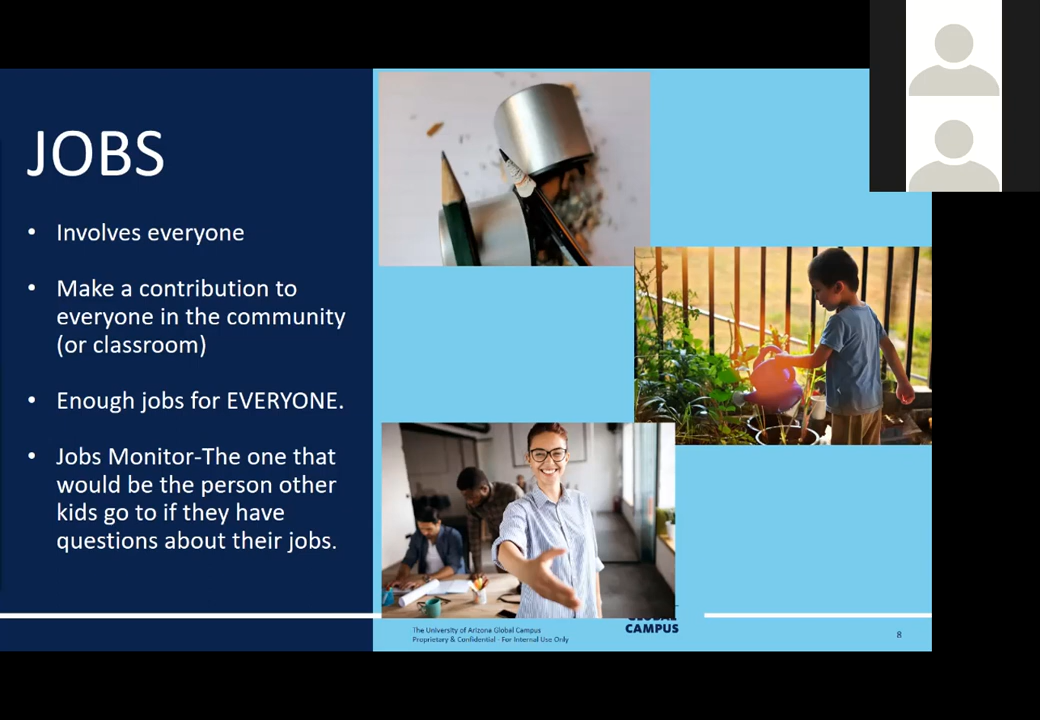 JOBS
• Involves everyone
• Make a contribution to
everyone in the community
(or classroom)
• Enough jobs for EVERYONE.
• Jobs Monitor-The one that
would be the person other
kids go to if they have
questions about their jobs.
The University of Arizona Global Campus
Proprietary & Confidential - For Internal Use Only
GLOBAL
CAMPUS
8